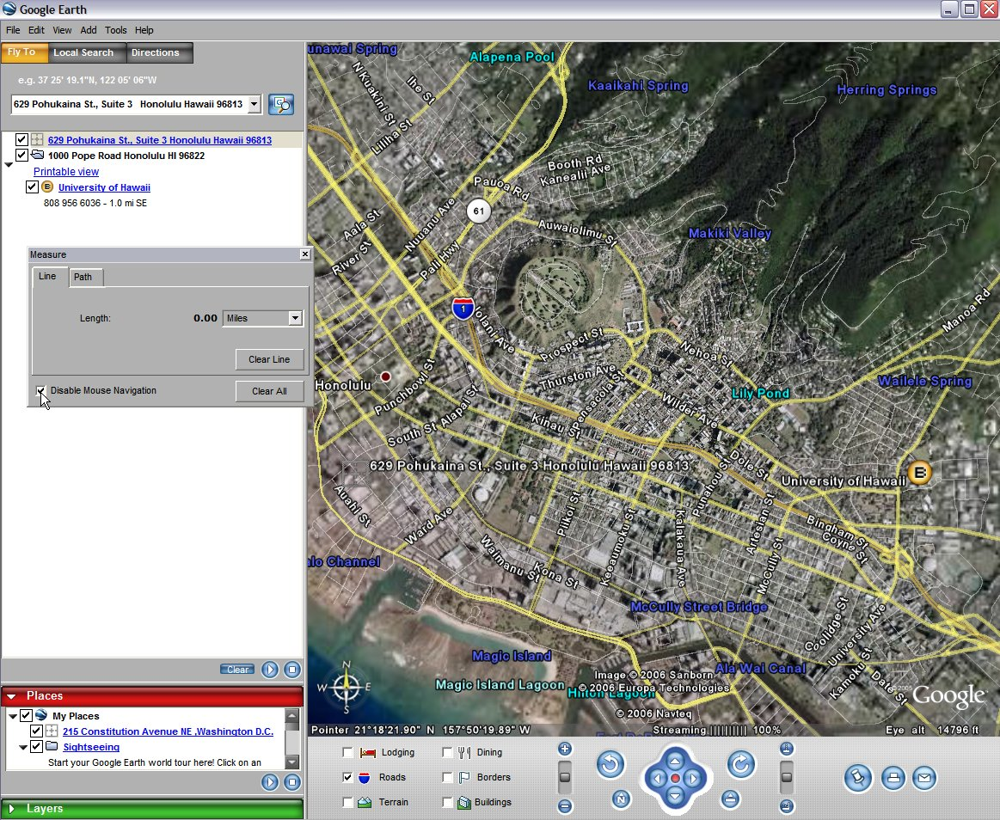 Google Earth
File Edit View Add Tools Help
Fly To Local Search Directions
e.g. 37 25' 19.1"N, 122 05' 06"W
629 Pohukaina St., Suite 3 Honolulu Hawaii 96813
629 Pohukaina St., Suite 3 Honolulu Hawaii 96813
1000 Pope Road Honolulu HI 96822
Printable view
B University of Hawaii
808 956 6036 - 1.0 mi SE
Measure
Line Path
Length: 0.00 Miles
Clear Line
Disable Mouse Navigation Clear All
Clear
Places
My Places
215 Constitution Avenue NE ,Washington D.C.
Sightseeing
Start your Google Earth world tour here! Click on an
Layers
unawai Spring
Alapena Pool
Kaaikahi Spring
Herring Springs
N Kuakini St
Ihe St
Liliha St
Booth Rd
Kanealii Ave
Pauoa Rd
61
Auwaiolimu St
Makiki Valley
Aala St
Nuuanu Ave
River St
Pali Hwy
1
Iolani Ave
Prospect St
Nehoa St
Manoa Rd
Honolulu
Thurston Ave
Pensacola St
Wailele Spring
Lily Pond
Punchbowl St
Alapai St
South St
Kinau St
Wilder Ave
Dole St
629 Pohukaina St., Suite 3 Honolulu Hawaii 96813
University of Hawaii
B
Auahi St
Ward Ave
Piikoi St
Keeaumoku St
Kalakaua Ave
Punahou St
Artesian St
McCully St
Bingham St
Coyne St
alo Channel
Waimanu St
Kona St
McCully Street Bridge
Coolidge St
University Ave
Kamoku St
Date St
Magic Island
Ala Wai Canal
Magic Island Lagoon
Hilton Lagoon
Image © 2006 Sanborn
© 2006 Europa Technologies
© 2006 Navteq
N
W E
S
©2005 Google
Pointer 21°18'21.90" N 157°50'19.89" W Streaming |||||||||| 100% Eye alt 14796 ft
Lodging Dining
Roads Borders
Terrain Buildings
N